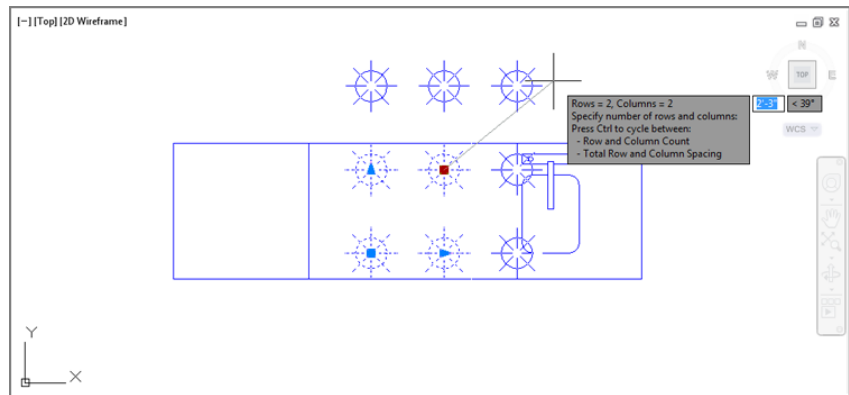 [−] [Top] [2D Wireframe]
N
W
TOP
E
Rows = 2, Columns = 2
2'-3"
< 39°
Specify number of rows and columns:
Press Ctrl to cycle between:
- Row and Column Count
- Total Row and Column Spacing
WCS
Y
X